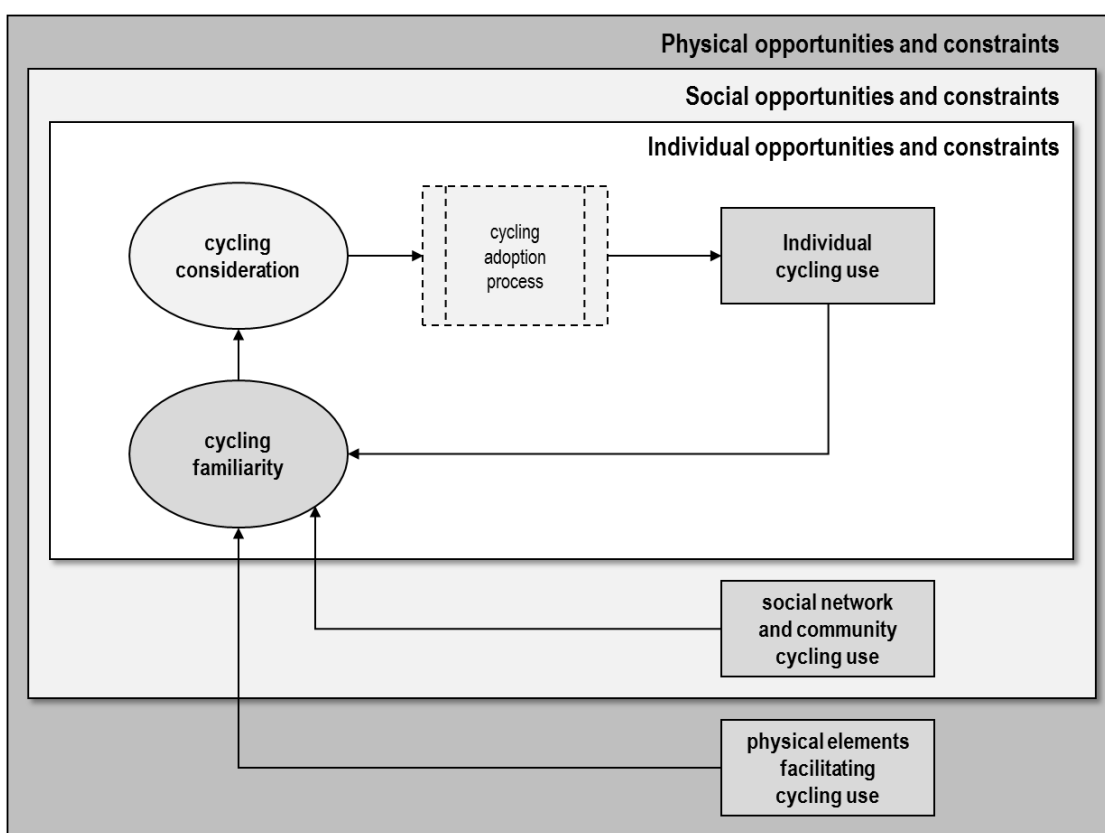 Physical opportunities and constraints
Social opportunities and constraints
Individual opportunities and constraints
cycling
consideration
cycling
adoption
process
Individual
cycling use
cycling
familiarity
social network
and community
cycling use
physical elements
facilitating
cycling use